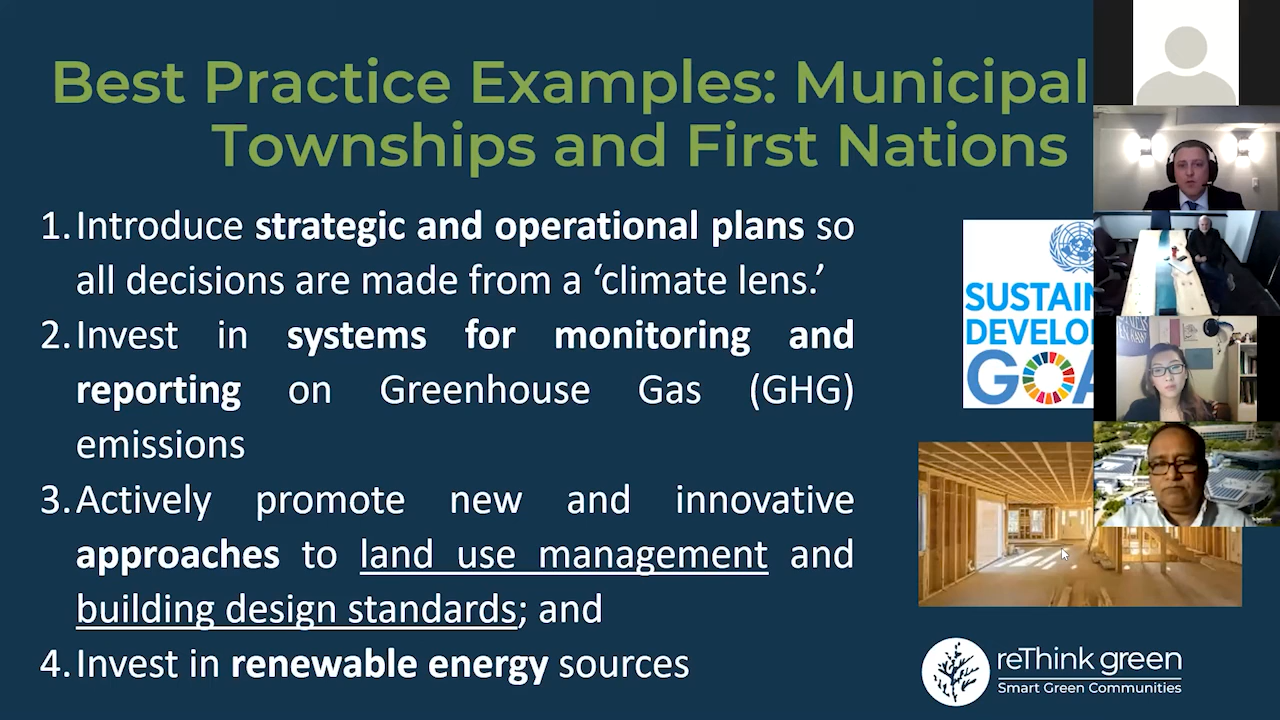 Best Practice Examples: Municipal
Townships and First Nations
1. Introduce strategic and operational plans so
all decisions are made from a ‘climate lens.’
2. Invest in systems for monitoring and
reporting on Greenhouse Gas (GHG)
emissions
3. Actively promote new and innovative
approaches to land use management and
building design standards; and
4. Invest in renewable energy sources
SUSTAIN
DEVELO
GOA
reThink green
Smart Green Communities